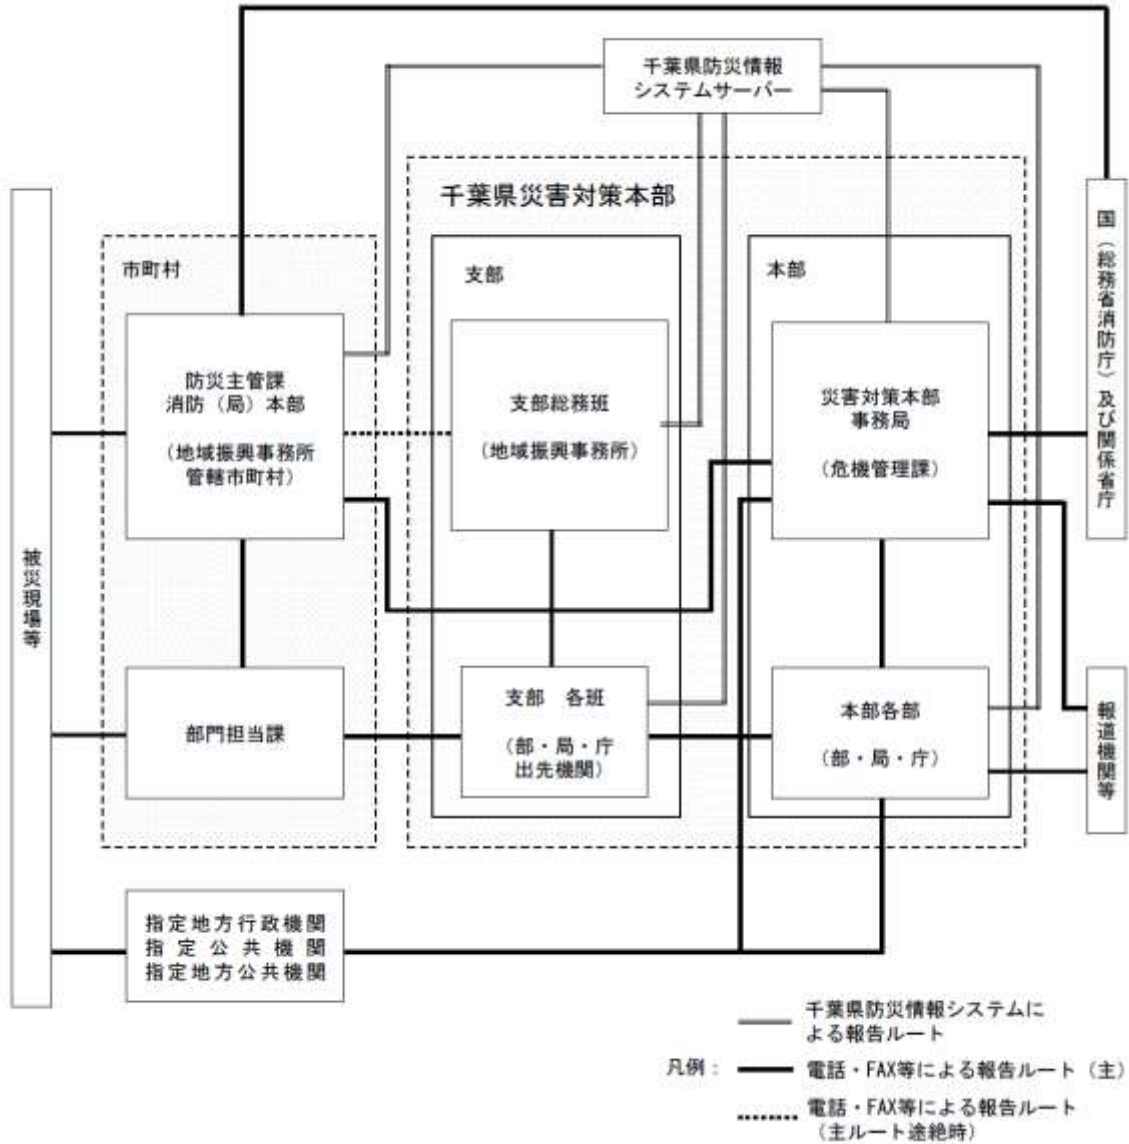 千葉県防災情報
システムサーバー
千葉県災害対策本部
市町村
支部
本部
防災主管課
消防（局）本部
（地域振興事務所
管轄市町村）
支部総務班
（地域振興事務所）
災害対策本部
事務局
（危機管理課）
国（総務省消防庁）及び関係省庁
被災現場等
部門担当課
支部　各班
（部・局・庁
出先機関）
本部各部
（部・局・庁）
報道機関等
指定地方行政機関
指定公共機関
指定地方公共機関
凡例：
千葉県防災情報システムに
よる報告ルート
電話・FAX等による報告ルート（主）
電話・FAX等による報告ルート
（主ルート途絶時）